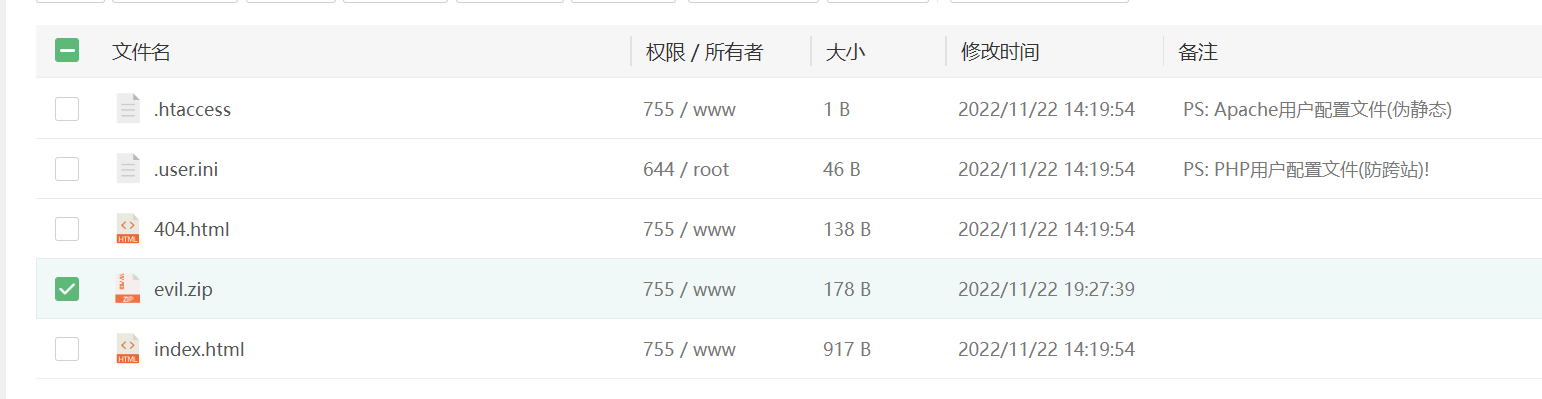 文件名 权限 / 所有者 大小 修改时间 备注
.htaccess 755 / www 1 B 2022/11/22 14:19:54 PS: Apache用户配置文件(伪静态)
.user.ini 644 / root 46 B 2022/11/22 14:19:54 PS: PHP用户配置文件(防跨站)!
HTML 404.html 755 / www 138 B 2022/11/22 14:19:54
ZIP evil.zip 755 / www 178 B 2022/11/22 19:27:39
HTML index.html 755 / www 917 B 2022/11/22 14:19:54